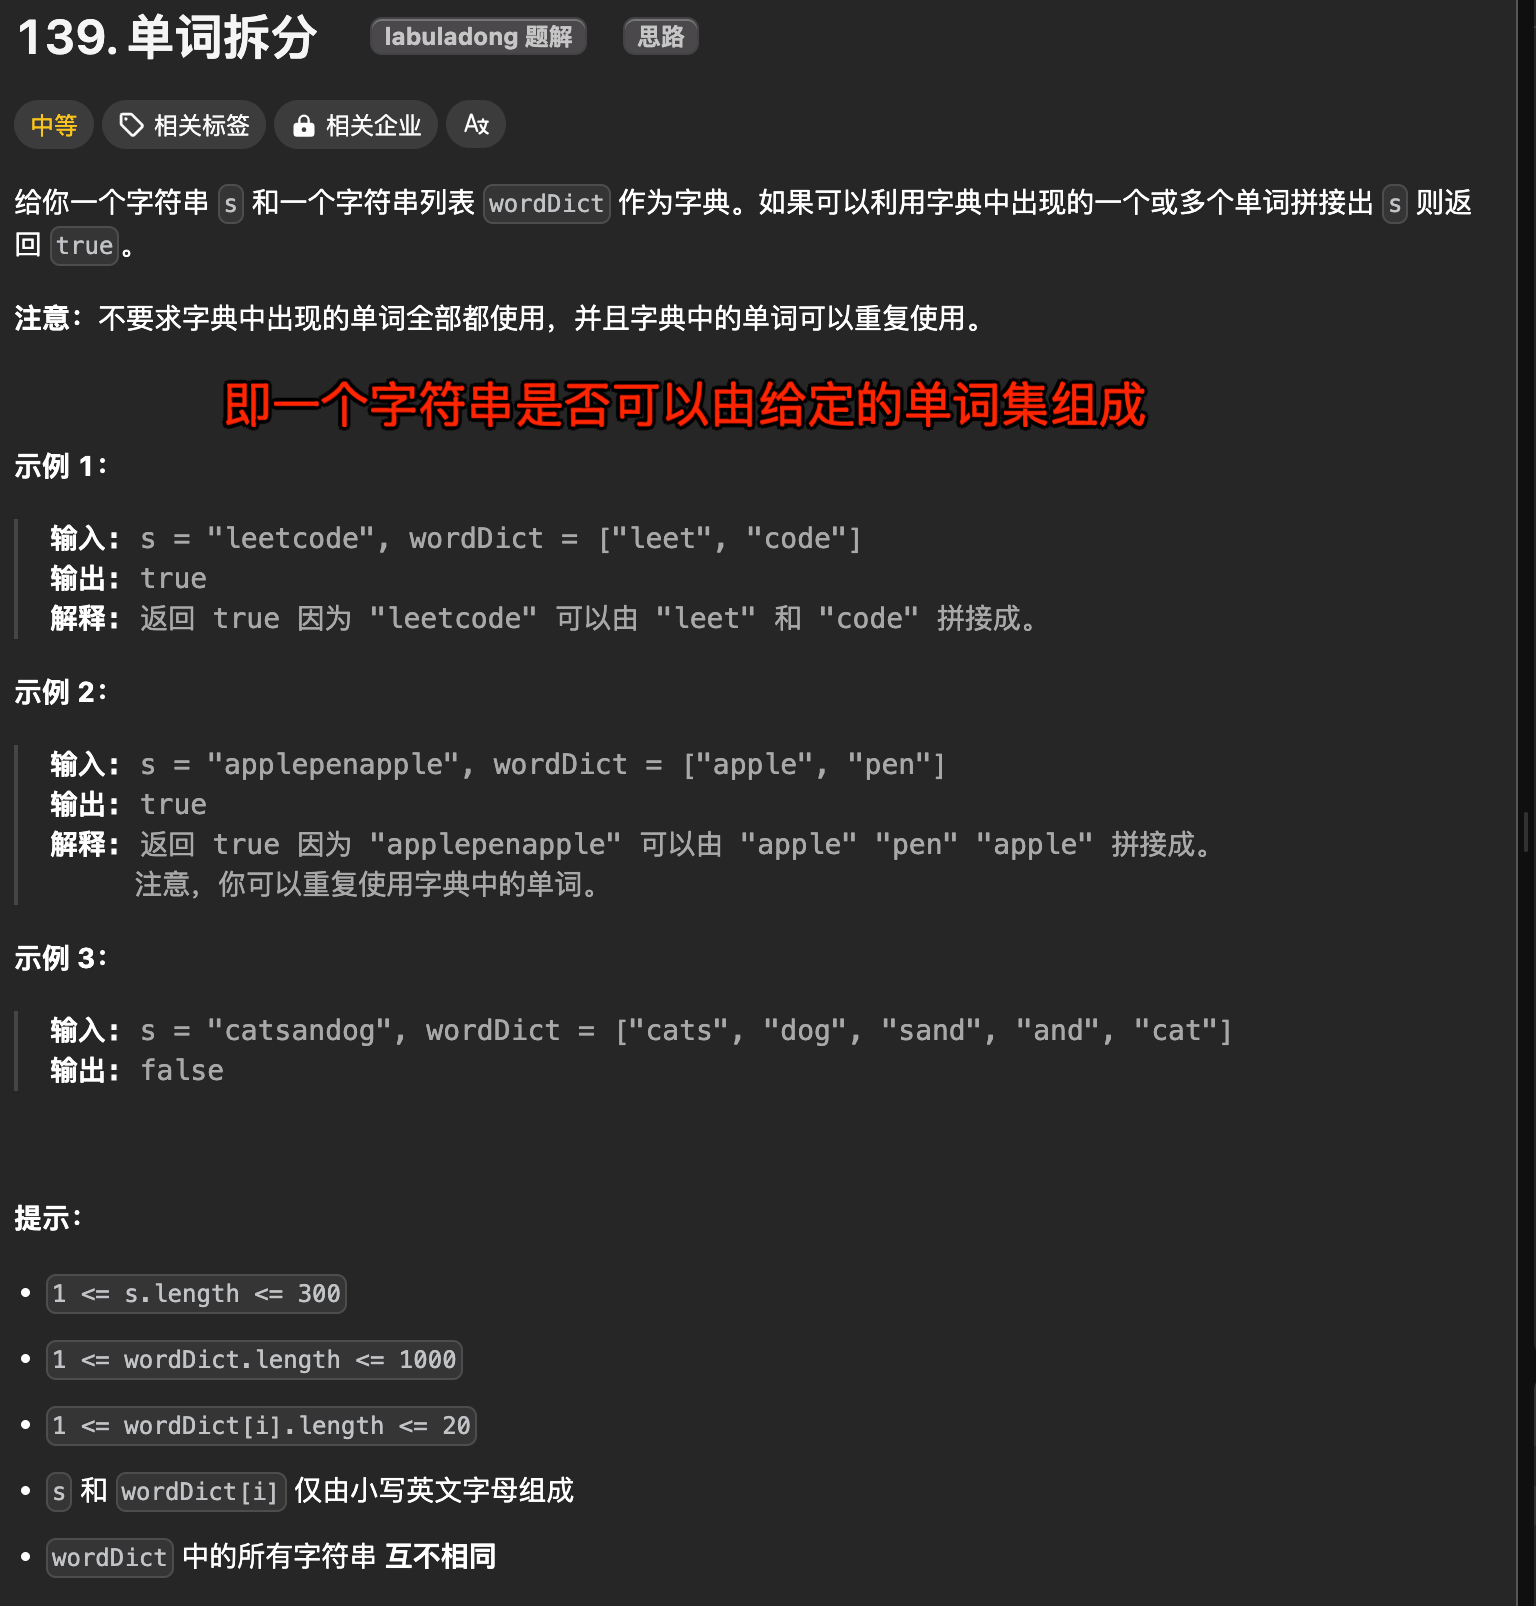 139. 单词拆分 labuladong 题解 思路
中等 相关标签 相关企业 A文
给你一个字符串 s 和一个字符串列表 wordDict 作为字典。如果可以利用字典中出现的一个或多个单词拼接出 s 则返
回 true。
注意：不要求字典中出现的单词全部都使用，并且字典中的单词可以重复使用。
即一个字符串是否可以由给定的单词集组成
示例 1：
输入: s = "leetcode", wordDict = ["leet", "code"]
输出: true
解释: 返回 true 因为 "leetcode" 可以由 "leet" 和 "code" 拼接成。
示例 2：
输入: s = "applepenapple", wordDict = ["apple", "pen"]
输出: true
解释: 返回 true 因为 "applepenapple" 可以由 "apple" "pen" "apple" 拼接成。
注意，你可以重复使用字典中的单词。
示例 3：
输入: s = "catsandog", wordDict = ["cats", "dog", "sand", "and", "cat"]
输出: false
提示：
• 1 <= s.length <= 300
• 1 <= wordDict.length <= 1000
• 1 <= wordDict[i].length <= 20
• s 和 wordDict[i] 仅由小写英文字母组成
• wordDict 中的所有字符串 互不相同